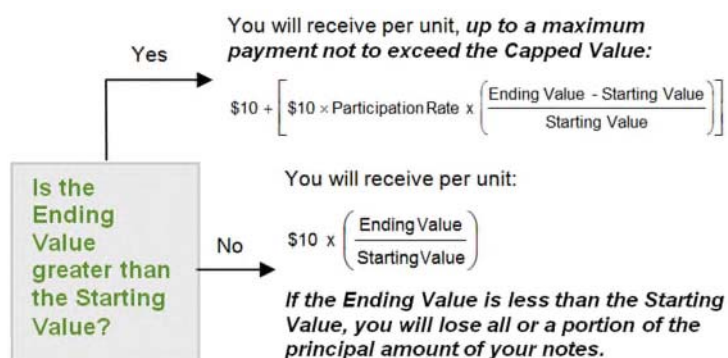 You will receive per unit, up to a maximum
payment not to exceed the Capped Value:
Yes
$10 + [ $10 × Participation Rate x ( Ending Value - Starting Value / Starting Value ) ]
Is the
Ending
Value
greater than
the Starting
Value?
No
You will receive per unit:
$10 x ( Ending Value / Starting Value )
If the Ending Value is less than the Starting
Value, you will lose all or a portion of the
principal amount of your notes.